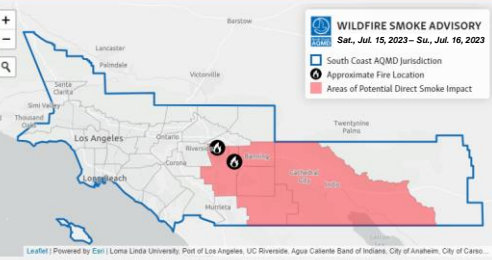 +
Barstow
WILDFIRE SMOKE ADVISORY
Sat., Jul. 15, 2023 – Su., Jul. 16, 2023
AQMD
−
Lancaster
South Coast AQMD Jurisdiction
Palmdale
Approximate Fire Location
Victorville
Areas of Potential Direct Smoke Impact
Santa
Clarita
Simi Valley
Thousand
Oaks
Twentynine
Palms
Los Angeles
Ontario
Riverside
Banning
Corona
Cathedral
City
Indio
Long Beach
Murrieta
Leaflet | Powered by Esri | Loma Linda University, Port of Los Angeles, UC Riverside, Agua Caliente Band of Indians, City of Anaheim, City of Carso...